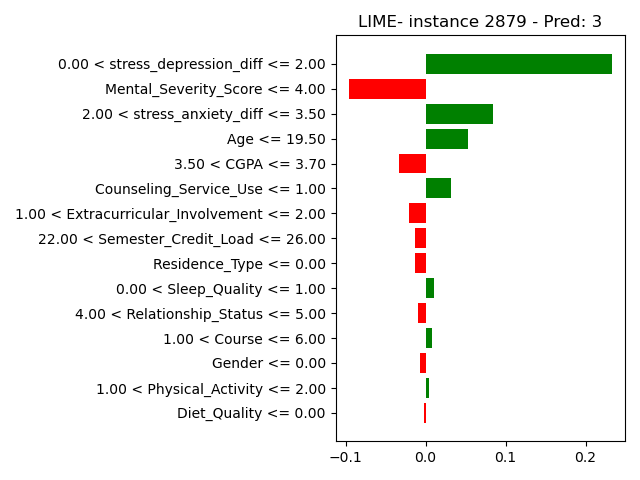 LIME- instance 2879 - Pred: 3
0.00 < stress_depression_diff <= 2.00
Mental_Severity_Score <= 4.00
2.00 < stress_anxiety_diff <= 3.50
Age <= 19.50
3.50 < CGPA <= 3.70
Counseling_Service_Use <= 1.00
1.00 < Extracurricular_Involvement <= 2.00
22.00 < Semester_Credit_Load <= 26.00
Residence_Type <= 0.00
0.00 < Sleep_Quality <= 1.00
4.00 < Relationship_Status <= 5.00
1.00 < Course <= 6.00
Gender <= 0.00
1.00 < Physical_Activity <= 2.00
Diet_Quality <= 0.00
−0.1 0.0 0.1 0.2